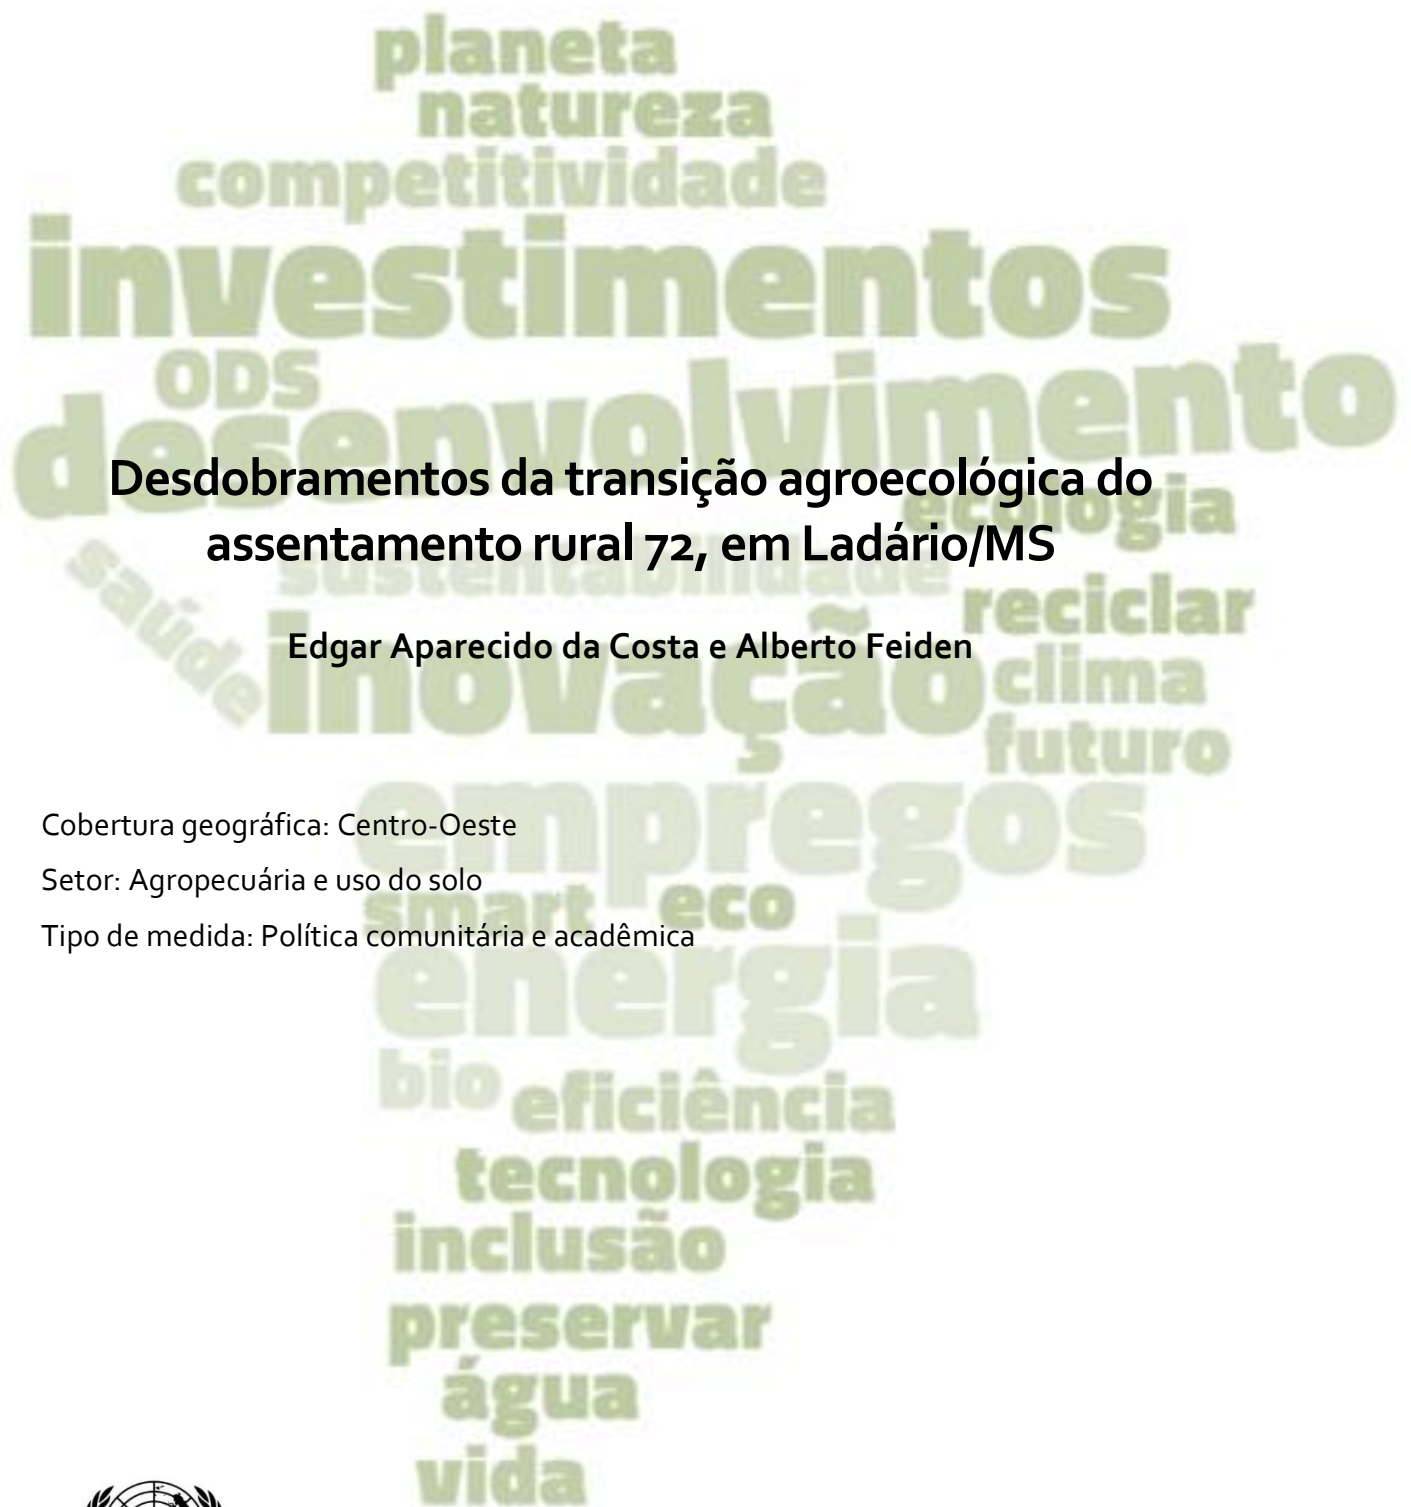 planeta
natureza
competitividade
investimentos
ODS
desenvolvimento
Desdobramentos da transição agroecológica do
ecologia
assentamento rural 72, em Ladário/MS
sustentabilidade
saúde
reciclar
Edgar Aparecido da Costa e Alberto Feiden
inovação
clima
futuro
empregos
Cobertura geográfica: Centro-Oeste
Setor: Agropecuária e uso do solo
smart eco
Tipo de medida: Política comunitária e acadêmica
energia
bio
eficiência
tecnologia
inclusão
preservar
água
vida